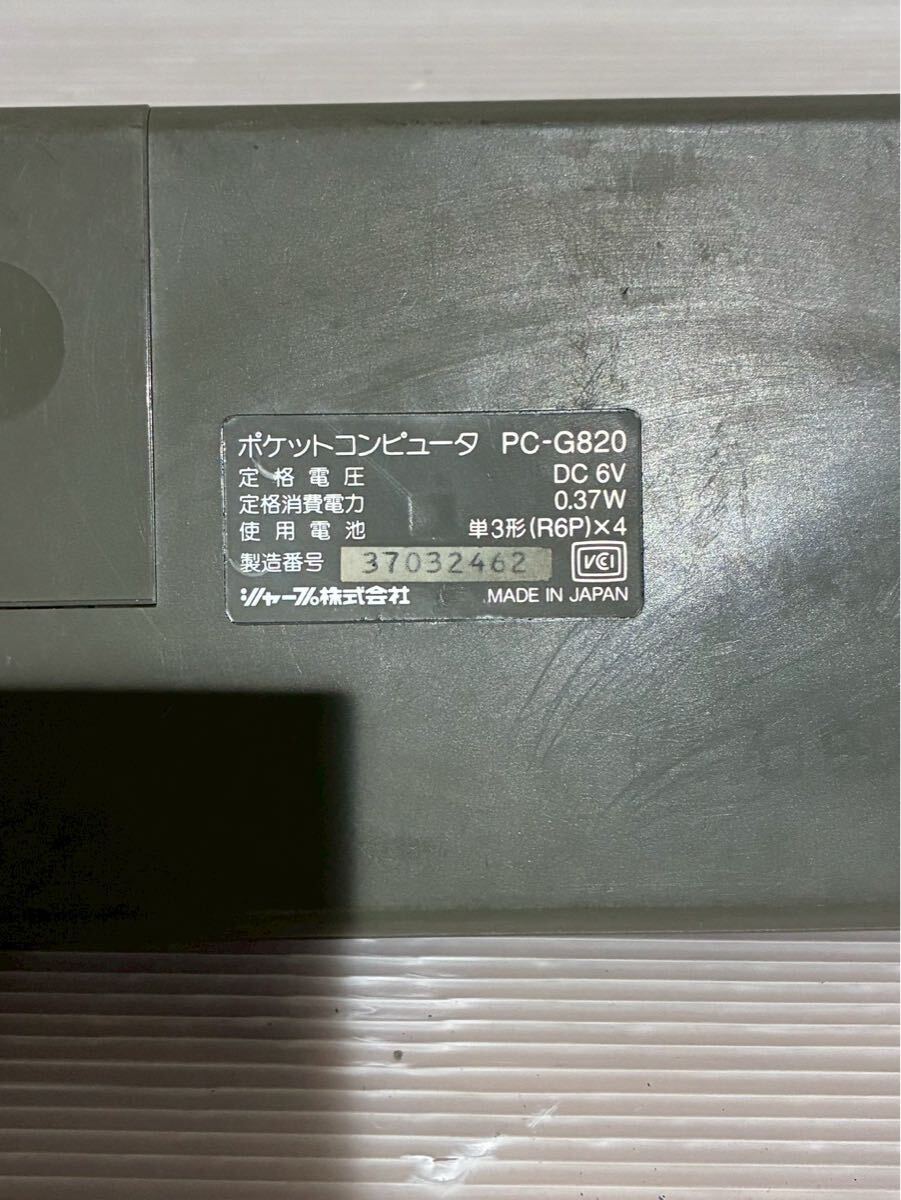 ポケットコンピュータ PC-G820
定格電圧 DC 6V
定格消費電力 0.37W
使用電池 単3形(R6P)×4
製造番号 37032462 VCI
シャープ株式会社 MADE IN JAPAN